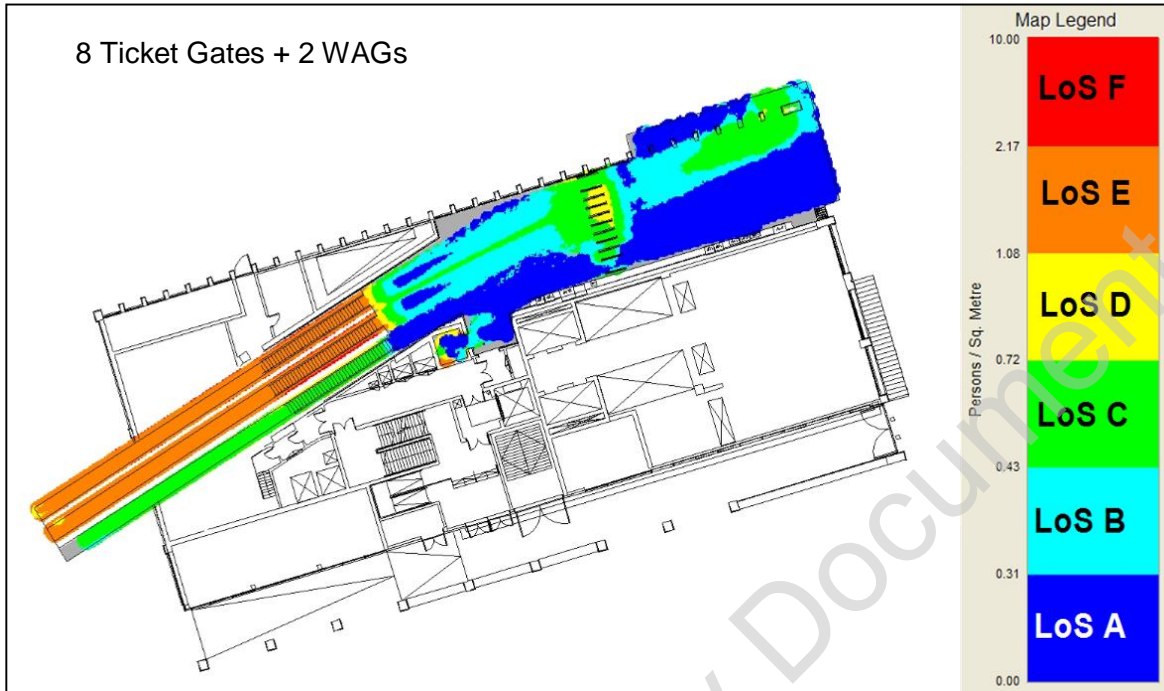 8 Ticket Gates + 2 WAGs
Map Legend
10.00
LoS F
2.17
LoS E
1.08
LoS D
0.72
LoS C
0.43
LoS B
0.31
LoS A
0.00
Persons / Sq. Metre
Document